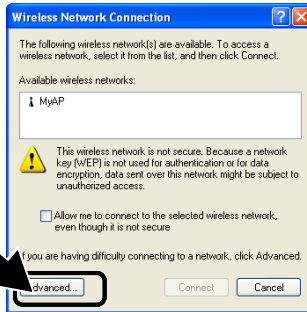 Wireless Network Connection
The following wireless network(s) are available. To access a
wireless network, select it from the list, and then click Connect.
Available wireless networks:
MyAP
This wireless network is not secure. Because a network
key (WEP) is not used for authentication or for data
encryption, data sent over this network might be subject to
unauthorized access.
Allow me to connect to the selected wireless network,
even though it is not secure
If you are having difficulty connecting to a network, click Advanced.
Advanced... Connect Cancel